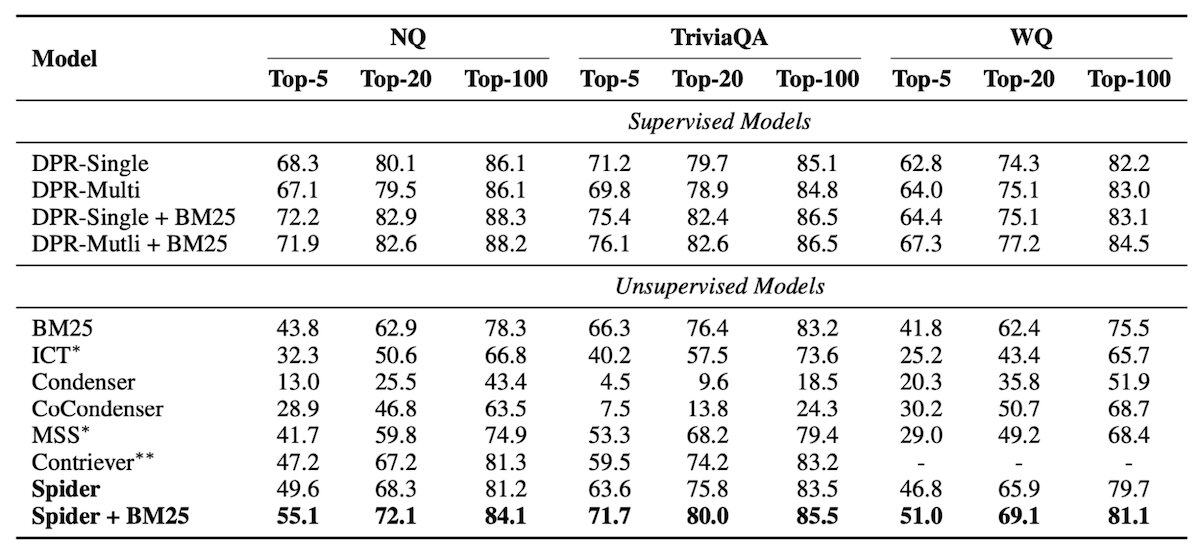 Model NQ TriviaQA WQ
Top-5 Top-20 Top-100 Top-5 Top-20 Top-100 Top-5 Top-20 Top-100
Supervised Models
DPR-Single 68.3 80.1 86.1 71.2 79.7 85.1 62.8 74.3 82.2
DPR-Multi 67.1 79.5 86.1 69.8 78.9 84.8 64.0 75.1 83.0
DPR-Single + BM25 72.2 82.9 88.3 75.4 82.4 86.5 64.4 75.1 83.1
DPR-Mutli + BM25 71.9 82.6 88.2 76.1 82.6 86.5 67.3 77.2 84.5
Unsupervised Models
BM25 43.8 62.9 78.3 66.3 76.4 83.2 41.8 62.4 75.5
ICT* 32.3 50.6 66.8 40.2 57.5 73.6 25.2 43.4 65.7
Condenser 13.0 25.5 43.4 4.5 9.6 18.5 20.3 35.8 51.9
CoCondenser 28.9 46.8 63.5 7.5 13.8 24.3 30.2 50.7 68.7
MSS* 41.7 59.8 74.9 53.3 68.2 79.4 29.0 49.2 68.4
Contriever** 47.2 67.2 81.3 59.5 74.2 83.2 - - -
Spider 49.6 68.3 81.2 63.6 75.8 83.5 46.8 65.9 79.7
Spider + BM25 55.1 72.1 84.1 71.7 80.0 85.5 51.0 69.1 81.1